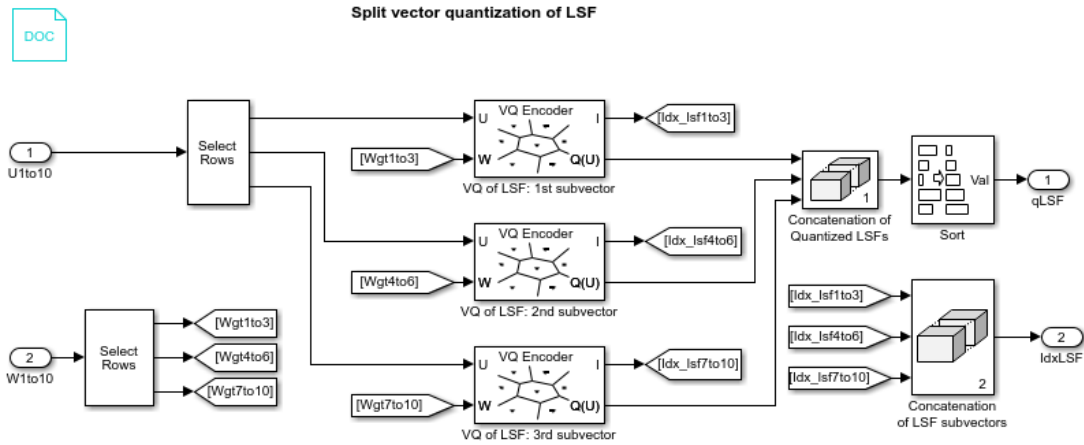 Split vector quantization of LSF
DOC
1
U1to10
Select
Rows
VQ Encoder
U
I
W
Q(U)
[Wgt1to3]
[Idx_lsf1to3]
VQ of LSF: 1st subvector
VQ Encoder
U
I
W
Q(U)
[Wgt4to6]
[Idx_lsf4to6]
VQ of LSF: 2nd subvector
VQ Encoder
U
I
W
Q(U)
[Wgt7to10]
[Idx_lsf7to10]
VQ of LSF: 3rd subvector
1
Concatenation of
Quantized LSFs
Val
Sort
1
qLSF
2
W1to10
Select
Rows
[Wgt1to3]
[Wgt4to6]
[Wgt7to10]
[Idx_lsf1to3]
[Idx_lsf4to6]
[Idx_lsf7to10]
2
Concatenation
of LSF subvectors
2
IdxLSF